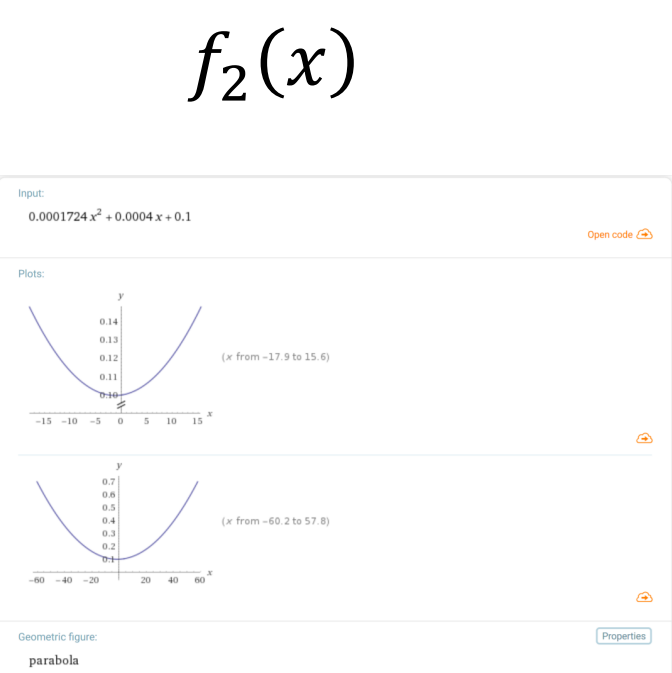 f₂(x)
Input:
0.0001724 x² + 0.0004 x + 0.1
Open code
Plots:
y
0.14
0.13
0.12
0.11
0.10
(x from −17.9 to 15.6)
−15 −10 −5 0 5 10 15 x
y
0.7
0.6
0.5
0.4
0.3
0.2
0.1
(x from −60.2 to 57.8)
−60 −40 −20 20 40 60 x
Geometric figure:
Properties
parabola